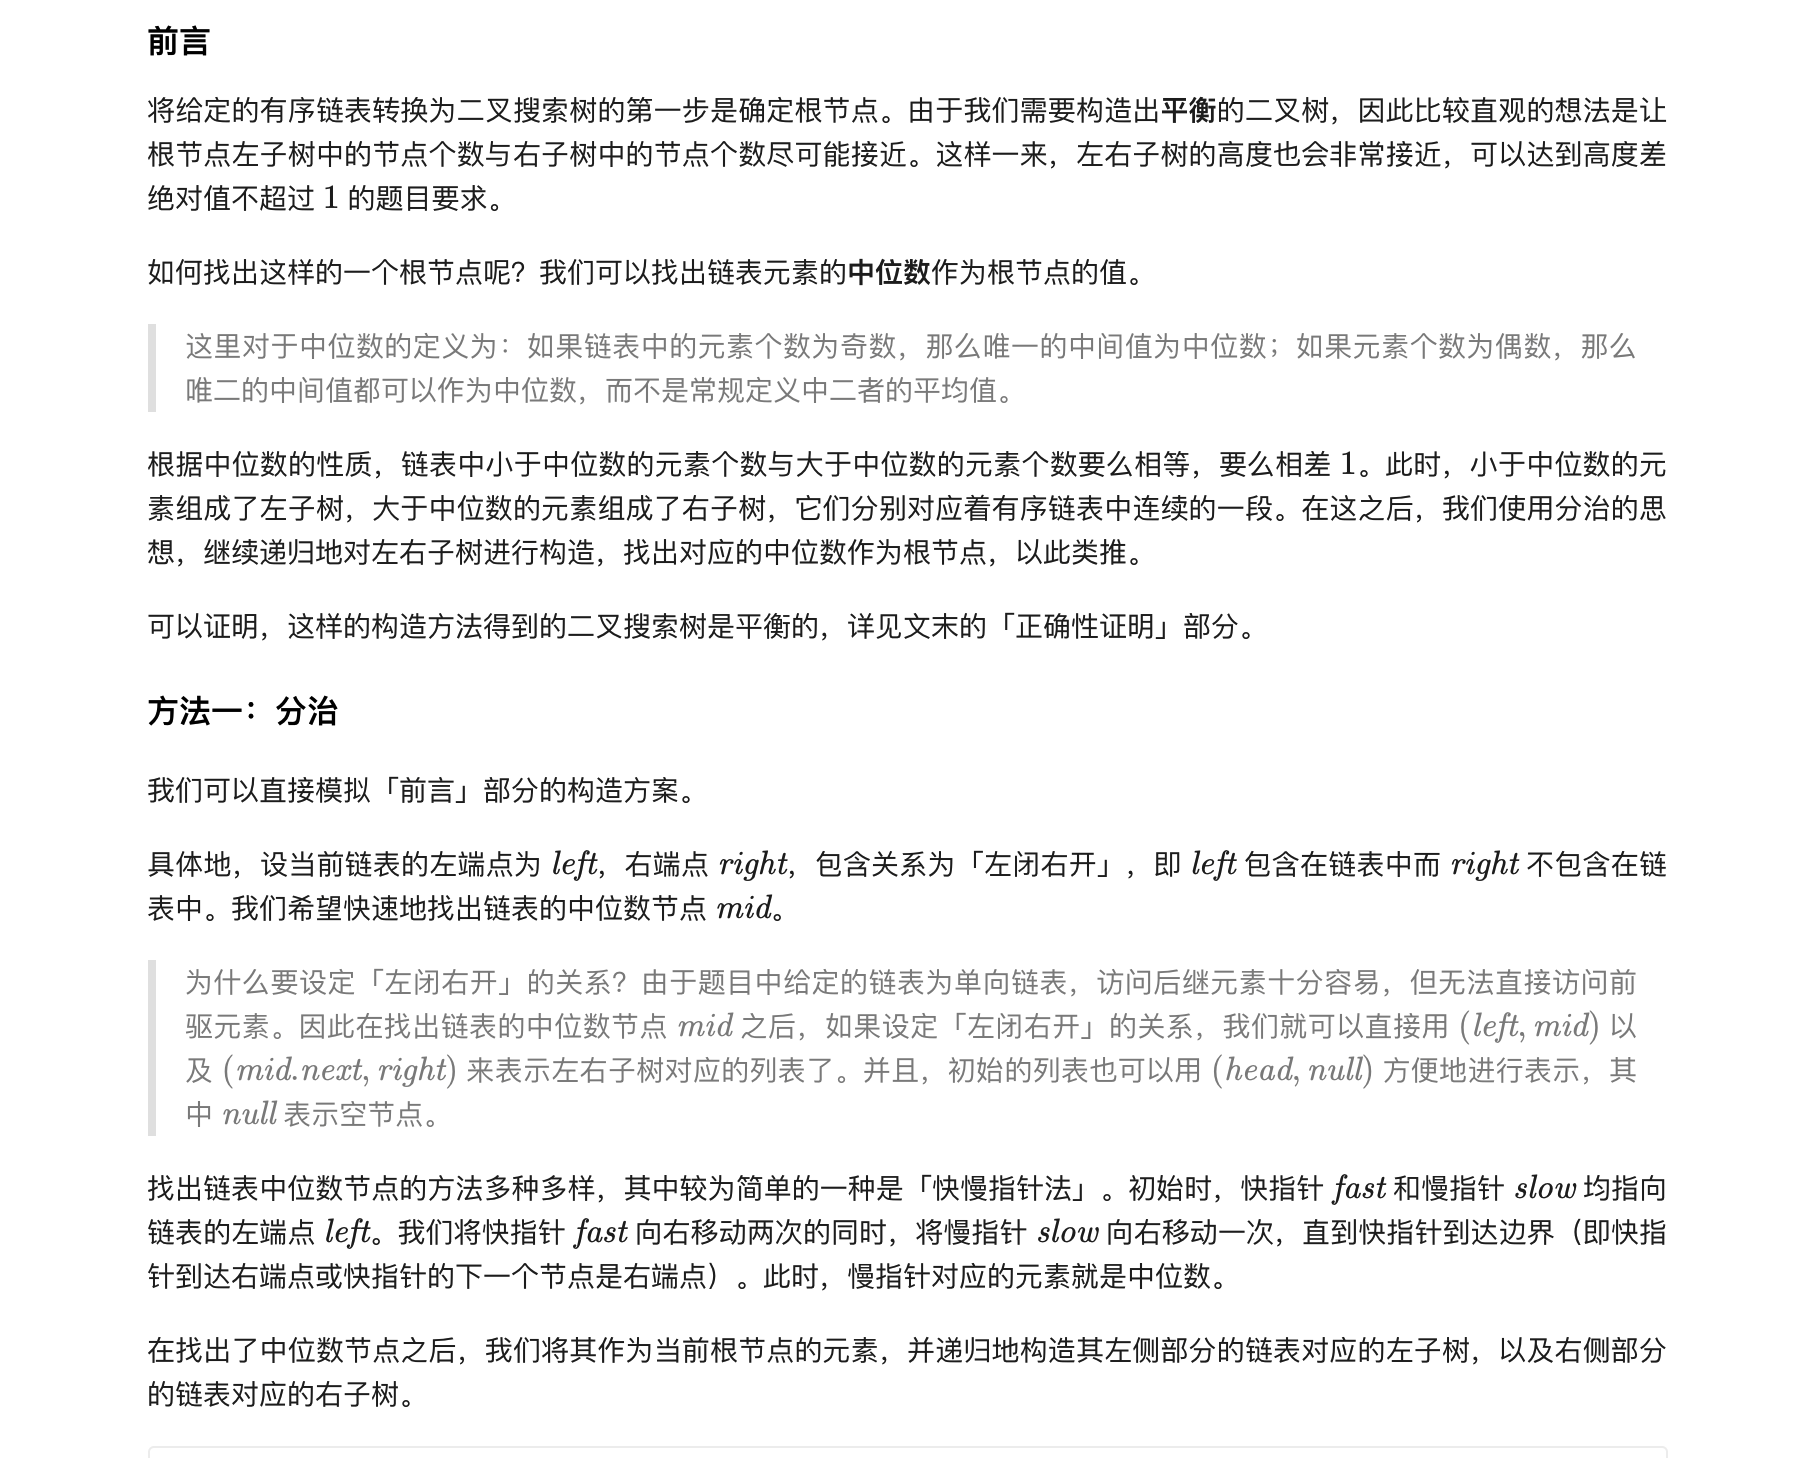 前言
将给定的有序链表转换为二叉搜索树的第一步是确定根节点。由于我们需要构造出平衡的二叉树，因此比较直观的想法是让
根节点左子树中的节点个数与右子树中的节点个数尽可能接近。这样一来，左右子树的高度也会非常接近，可以达到高度差
绝对值不超过 1 的题目要求。
如何找出这样的一个根节点呢？我们可以找出链表元素的中位数作为根节点的值。
这里对于中位数的定义为：如果链表中的元素个数为奇数，那么唯一的中间值为中位数；如果元素个数为偶数，那么
唯二的中间值都可以作为中位数，而不是常规定义中二者的平均值。
根据中位数的性质，链表中小于中位数的元素个数与大于中位数的元素个数要么相等，要么相差 1。此时，小于中位数的元
素组成了左子树，大于中位数的元素组成了右子树，它们分别对应着有序链表中连续的一段。在这之后，我们使用分治的思
想，继续递归地对左右子树进行构造，找出对应的中位数作为根节点，以此类推。
可以证明，这样的构造方法得到的二叉搜索树是平衡的，详见文末的「正确性证明」部分。
方法一：分治
我们可以直接模拟「前言」部分的构造方案。
具体地，设当前链表的左端点为 left，右端点 right，包含关系为「左闭右开」，即 left 包含在链表中而 right 不包含在链
表中。我们希望快速地找出链表的中位数节点 mid。
为什么要设定「左闭右开」的关系？由于题目中给定的链表为单向链表，访问后继元素十分容易，但无法直接访问前
驱元素。因此在找出链表的中位数节点 mid 之后，如果设定「左闭右开」的关系，我们就可以直接用 (left, mid) 以
及 (mid.next, right) 来表示左右子树对应的列表了。并且，初始的列表也可以用 (head, null) 方便地进行表示，其
中 null 表示空节点。
找出链表中位数节点的方法多种多样，其中较为简单的一种是「快慢指针法」。初始时，快指针 fast 和慢指针 slow 均指向
链表的左端点 left。我们将快指针 fast 向右移动两次的同时，将慢指针 slow 向右移动一次，直到快指针到达边界（即快指
针到达右端点或快指针的下一个节点是右端点）。此时，慢指针对应的元素就是中位数。
在找出了中位数节点之后，我们将其作为当前根节点的元素，并递归地构造其左侧部分的链表对应的左子树，以及右侧部分
的链表对应的右子树。